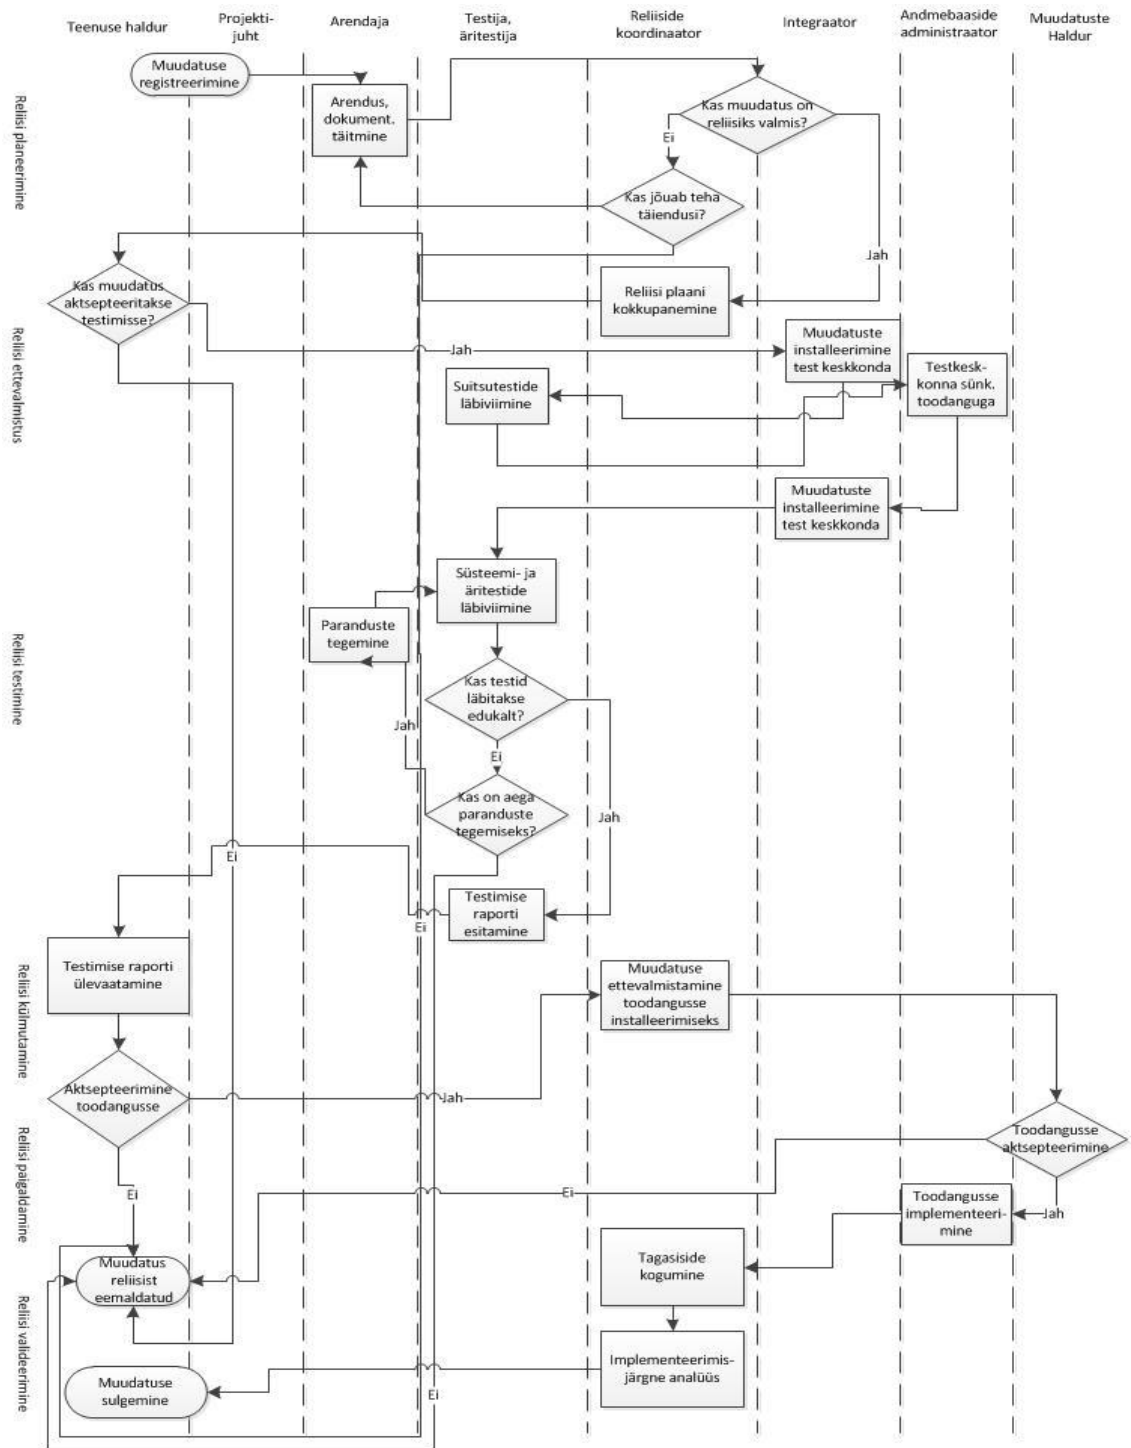 Teenuse haldur
Projekti-
juht
Arendaja
Testija,
äritestija
Reliiside
koordinaator
Integraator
Andmebaaside
administraator
Muudatuste
Haldur
Reliisi planeerimine
Muudatuse
registreerimine
Arendus,
dokument.
täitmine
Kas muudatus on
reliisiks valmis?
Ei
Kas jõuab teha
täiendusi?
Jah
Kas muudatus
aktsepteeritakse
testimisse?
Reliisi plaani
kokkupanemine
Reliisi ettevalmistus
Jah
Muudatuste
installeerimine
test keskkonda
Suitsutestide
läbiviimine
Testkesk-
konna sünk.
toodanguga
Muudatuste
installeerimine
test keskkonda
Reliisi testimine
Süsteemi- ja
äritestide
läbiviimine
Paranduste
tegemine
Kas testid
läbitakse
edukalt?
Jah
Ei
Kas on aega
paranduste
tegemiseks?
Jah
Ei
Testimise
raporti
esitamine
Ei
Reliisi külmutamine
Testimise raporti
ülevaatamine
Muudatuse
ettevalmistamine
toodangusse
installeerimiseks
Aktsepteerimine
toodangusse
Jah
Reliisi paigaldamine
Toodangusse
aktsepteerimine
Ei
Ei
Jah
Toodangusse
implementeeri-
mine
Muudatus
reliisist
eemaldatud
Tagasiside
kogumine
Reliisi valideerimine
Implementeerimis-
järgne analüüs
Muudatuse
sulgemine
Ei